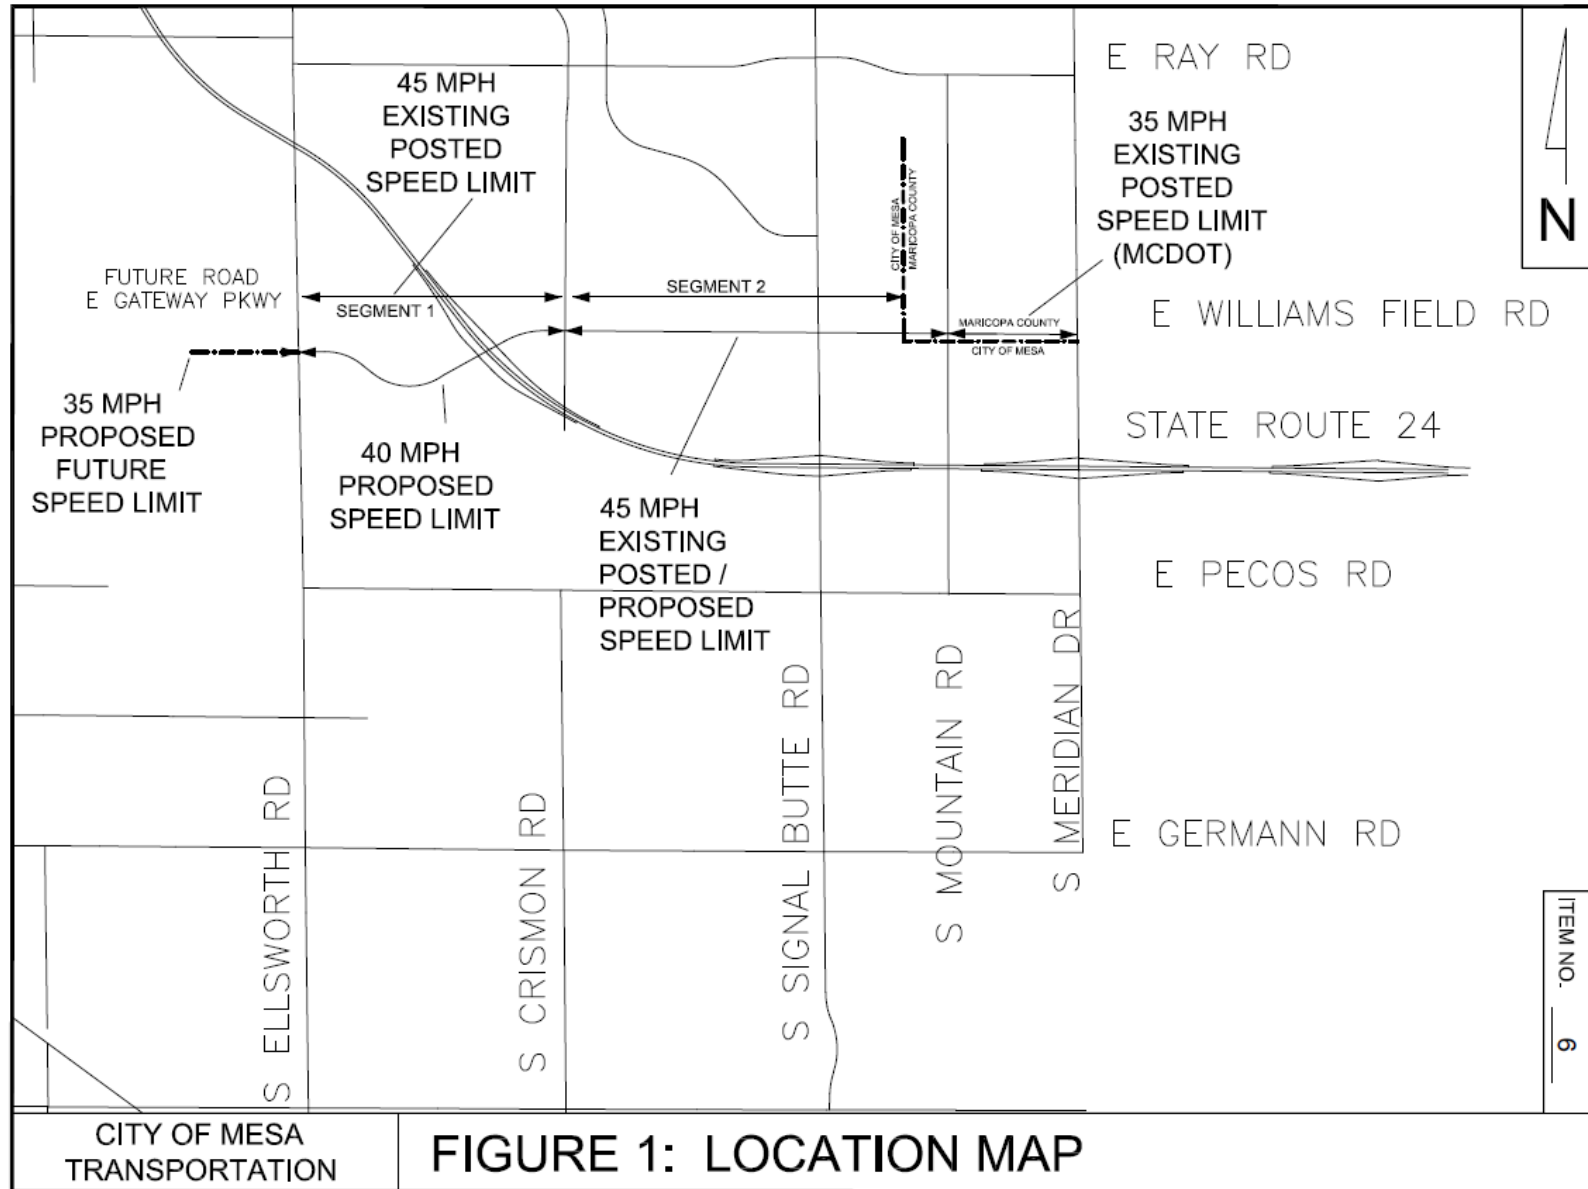 E RAY RD
45 MPH
EXISTING
POSTED
SPEED LIMIT
35 MPH
EXISTING
POSTED
SPEED LIMIT
(MCDOT)
N
CITY OF MESA
MARICOPA COUNTY
FUTURE ROAD
E GATEWAY PKWY
SEGMENT 1
SEGMENT 2
E WILLIAMS FIELD RD
MARICOPA COUNTY
CITY OF MESA
35 MPH
PROPOSED
FUTURE
SPEED LIMIT
40 MPH
PROPOSED
SPEED LIMIT
STATE ROUTE 24
45 MPH
EXISTING
POSTED /
PROPOSED
SPEED LIMIT
E PECOS RD
S ELLSWORTH RD
S CRISMON RD
S SIGNAL BUTTE RD
S MOUNTAIN RD
S MERIDIAN DR
E GERMANN RD
ITEM NO. 6
CITY OF MESA
TRANSPORTATION
FIGURE 1: LOCATION MAP